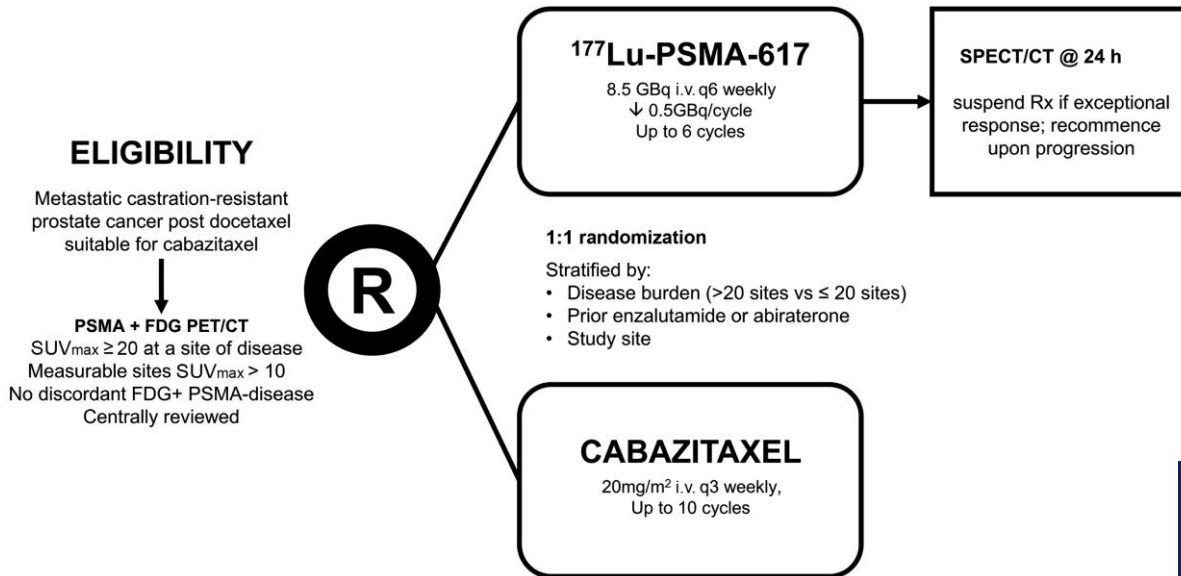 ELIGIBILITY
Metastatic castration-resistant
prostate cancer post docetaxel
suitable for cabazitaxel
PSMA + FDG PET/CT
SUVmax ≥ 20 at a site of disease
Measurable sites SUVmax > 10
No discordant FDG+ PSMA-disease
Centrally reviewed
R
¹⁷⁷Lu-PSMA-617
8.5 GBq i.v. q6 weekly
↓ 0.5GBq/cycle
Up to 6 cycles
SPECT/CT @ 24 h
suspend Rx if exceptional
response; recommence
upon progression
1:1 randomization
Stratified by:
• Disease burden (>20 sites vs ≤ 20 sites)
• Prior enzalutamide or abiraterone
• Study site
CABAZITAXEL
20mg/m² i.v. q3 weekly,
Up to 10 cycles